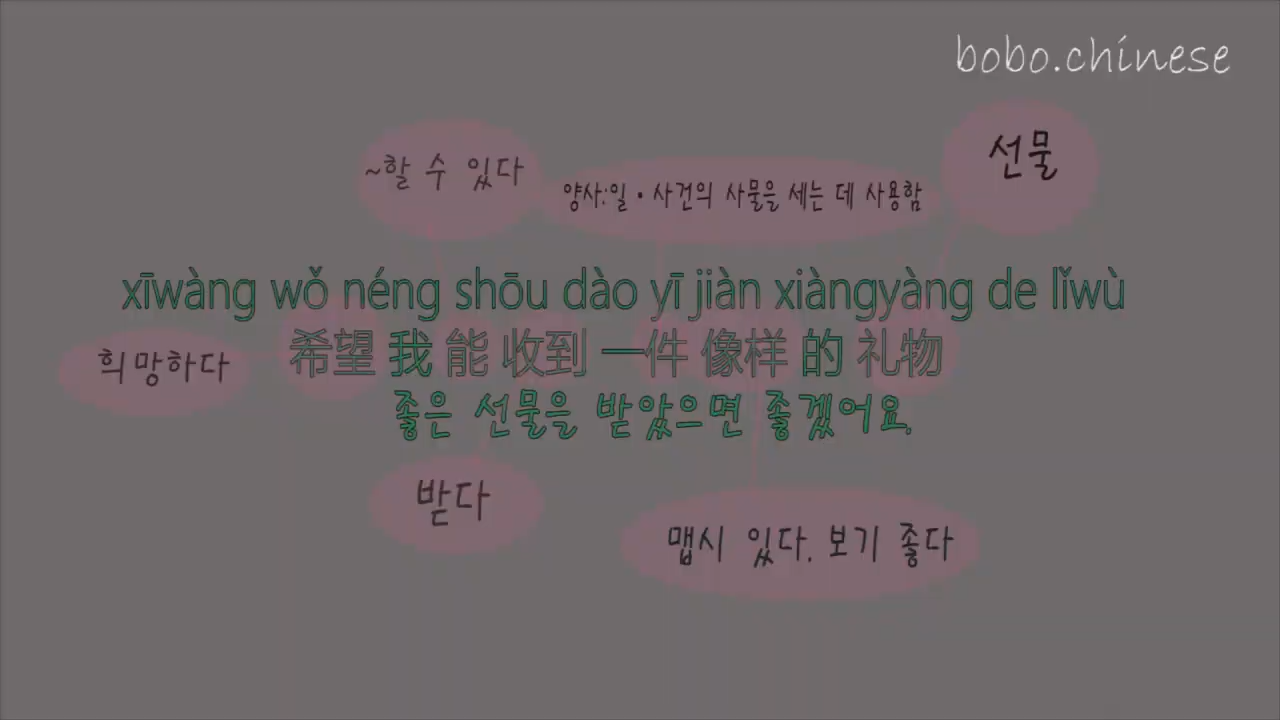 bobo.chinese
~할 수 있다
양사:일·사건의 사물을 세는 데 사용함
선물
xīwàng wǒ néng shōu dào yī jiàn xiàngyàng de lǐwù
희망하다
希望 我 能 收到 一件 像样 的 礼物
좋은 선물을 받았으면 좋겠어요.
받다
맵시 있다. 보기 좋다